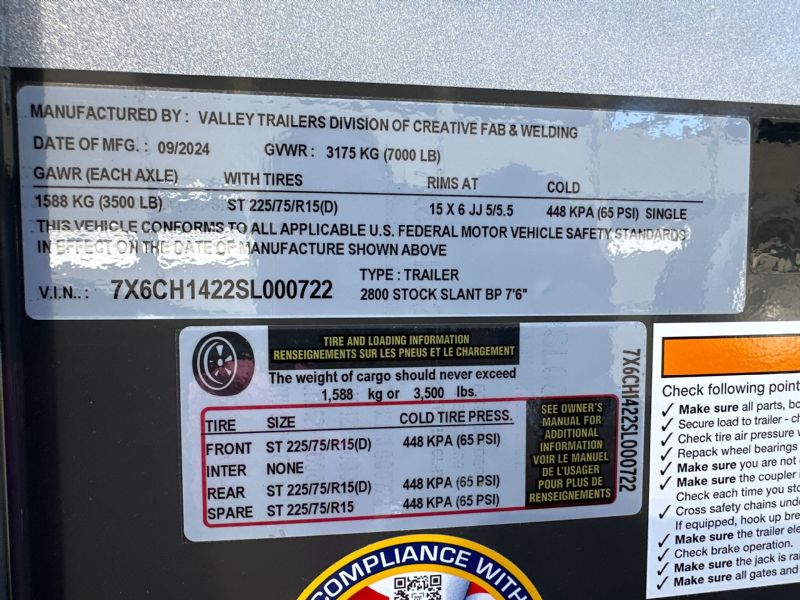 MANUFACTURED BY : VALLEY TRAILERS DIVISION OF CREATIVE FAB & WELDING
DATE OF MFG. : 09/2024 GVWR : 3175 KG (7000 LB)
GAWR (EACH AXLE) WITH TIRES RIMS AT COLD
1588 KG (3500 LB) ST 225/75/R15(D) 15 X 6 JJ 5/5.5 448 KPA (65 PSI) SINGLE
THIS VEHICLE CONFORMS TO ALL APPLICABLE U.S. FEDERAL MOTOR VEHICLE SAFETY STANDARDS
IN EFFECT ON THE DATE OF MANUFACTURE SHOWN ABOVE
V.I.N.. : 7X6CH1422SL000722
TYPE : TRAILER
2800 STOCK SLANT BP 7'6"
TIRE AND LOADING INFORMATION
RENSEIGNEMENTS SUR LES PNEUS ET LE CHARGEMENT
The weight of cargo should never exceed
1,588 kg or 3,500 lbs.
TIRE SIZE COLD TIRE PRESS.
FRONT ST 225/75/R15(D) 448 KPA (65 PSI)
INTER NONE
REAR ST 225/75/R15(D) 448 KPA (65 PSI)
SPARE ST 225/75/R15 448 KPA (65 PSI)
SEE OWNER'S
MANUAL FOR
ADDITIONAL
INFORMATION
VOIR LE MANUEL
DE L'USAGER
POUR PLUS DE
RENSEIGNEMENTS
7X6CH1422SL000722
Check following point
✓ Make sure all parts, bo
✓ Secure load to trailer - ch
✓ Check tire air pressure w
✓ Repack wheel bearings
✓ Make sure you are not
✓ Make sure the coupler i
Check each time you sto
✓ Cross safety chains unde
If equipped, hook up bre
✓ Make sure the trailer ele
✓ Check brake operation.
✓ Make sure the jack is rai
✓ Make sure all gates and
COMPLIANCE WITH